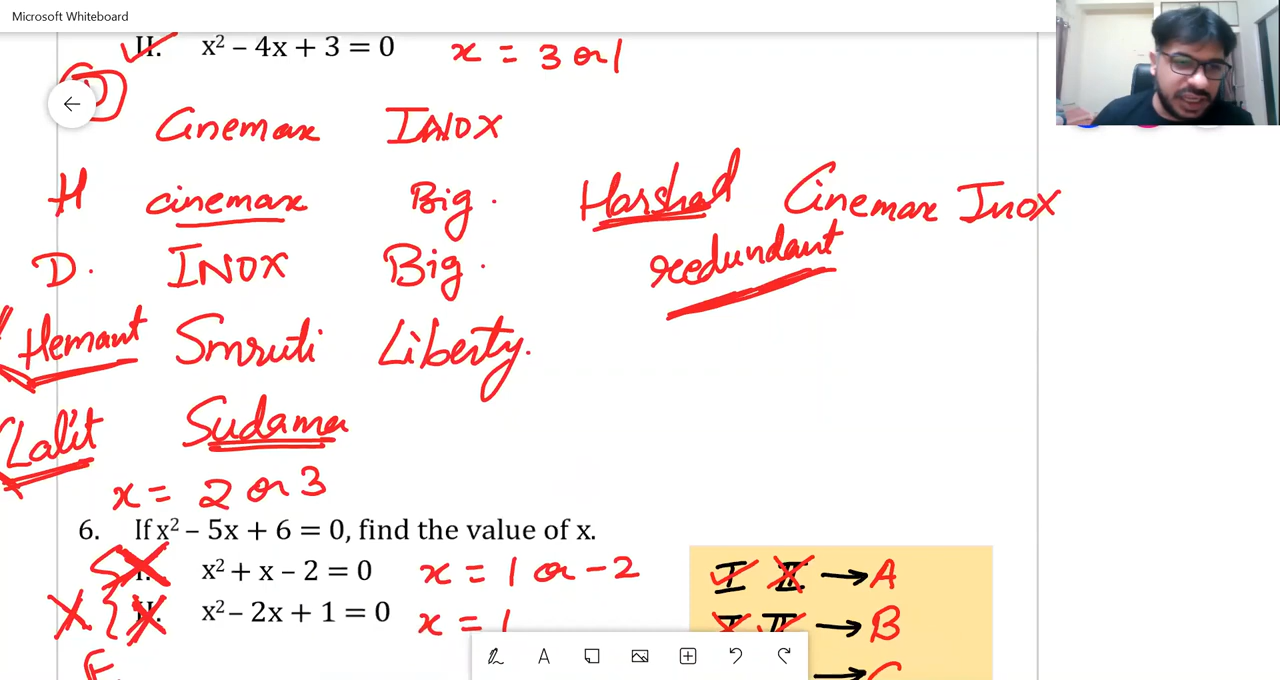 Microsoft Whiteboard
II. x² – 4x + 3 = 0 x = 3 or 1
D
Cinemax INOX
H cinemax Big. Harshad Cinemax Inox
redundant
D. INOX Big.
Hemant Smruti Liberty.
Lalit Sudama
x = 2 or 3
6. If x² – 5x + 6 = 0, find the value of x.
I. x² + x – 2 = 0 x = 1 or -2
II. x² – 2x + 1 = 0 x = 1
I II → A
I II → B
→ C
E
A